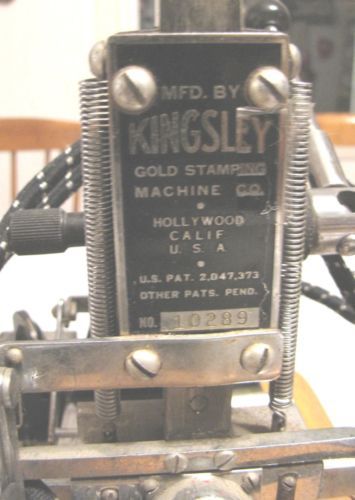 MFD. BY
KINGSLEY
GOLD STAMPING
MACHINE CO.
HOLLYWOOD
CALIF
U. S. A
U.S. PAT. 2,047,373
OTHER PATS. PEND.
NO. 10289